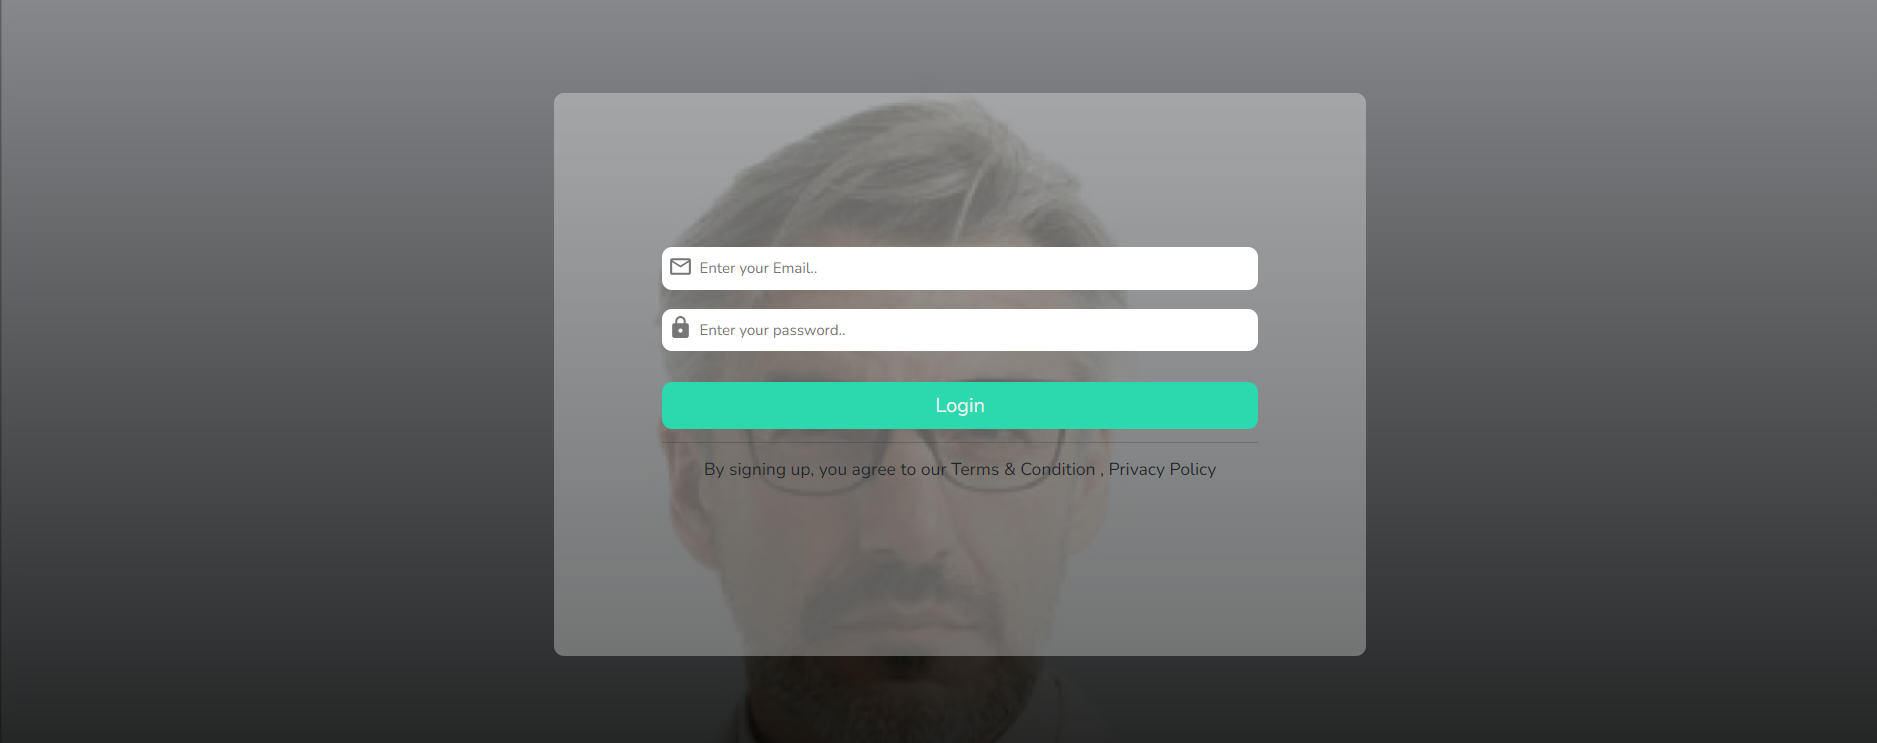 Enter your Email..
Enter your password..
Login
By signing up, you agree to our Terms & Condition , Privacy Policy